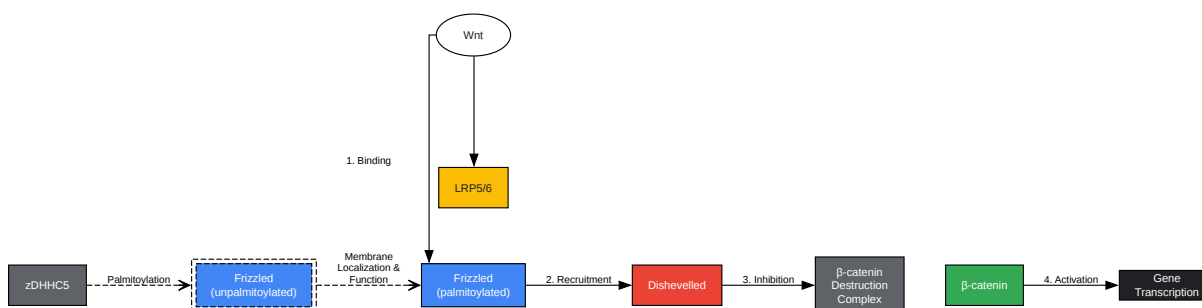 Wnt
1. Binding
LRP5/6
zDHHC5
Palmitoylation
Frizzled
(unpalmitoylated)
Membrane
Localization &
Function
Frizzled
(palmitoylated)
2. Recruitment
Dishevelled
3. Inhibition
β-catenin
Destruction
Complex
β-catenin
4. Activation
Gene
Transcription